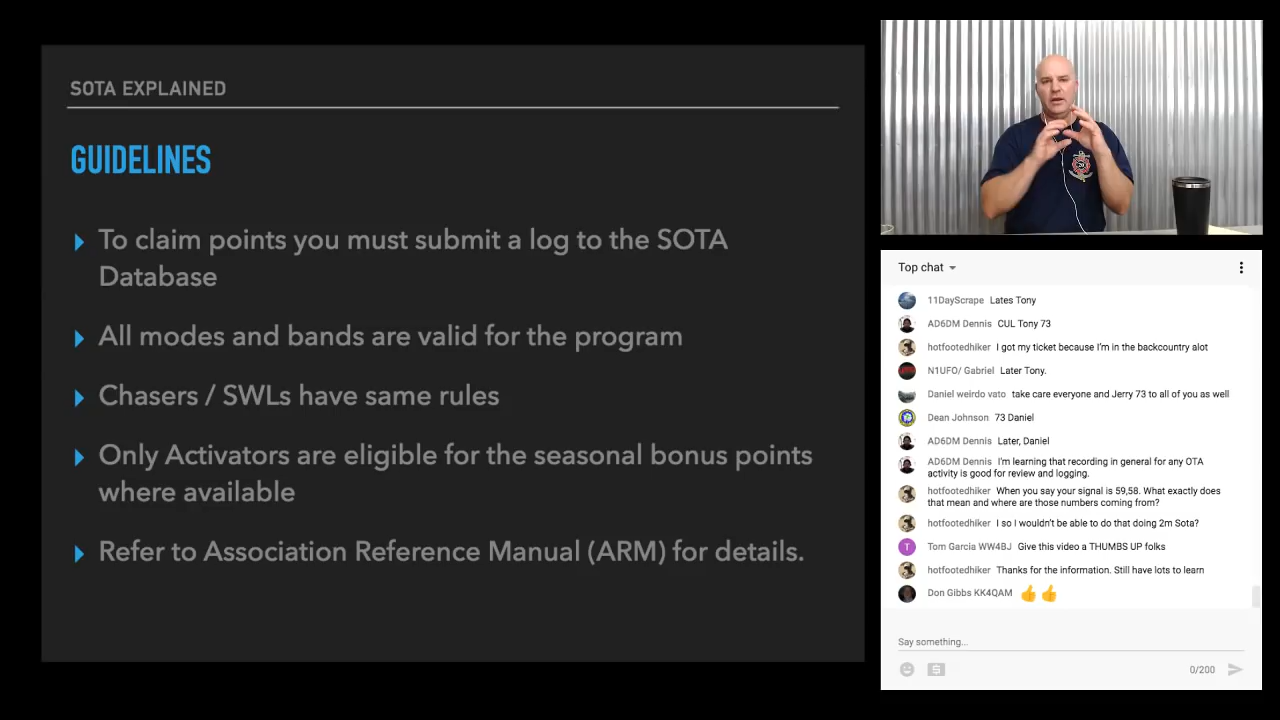 SOTA EXPLAINED
GUIDELINES
To claim points you must submit a log to the SOTA
Database
All modes and bands are valid for the program
Chasers / SWLs have same rules
Only Activators are eligible for the seasonal bonus points
where available
Refer to Association Reference Manual (ARM) for details.
20
Top chat
11DayScrape Lates Tony
AD6DM Dennis CUL Tony 73
hotfootedhiker I got my ticket because I'm in the backcountry alot
N1UFO/ Gabriel Later Tony.
Daniel weirdo vato take care everyone and Jerry 73 to all of you as well
Dean Johnson 73 Daniel
AD6DM Dennis Later, Daniel
AD6DM Dennis I'm learning that recording in general for any OTA
activity is good for review and logging.
hotfootedhiker When you say your signal is 59,58. What exactly does
that mean and where are those numbers coming from?
hotfootedhiker I so I wouldn't be able to do that doing 2m Sota?
T Tom Garcia WW4BJ Give this video a THUMBS UP folks
hotfootedhiker Thanks for the information. Still have lots to learn
Don Gibbs KK4QAM 👍👍
Say something...
0/200